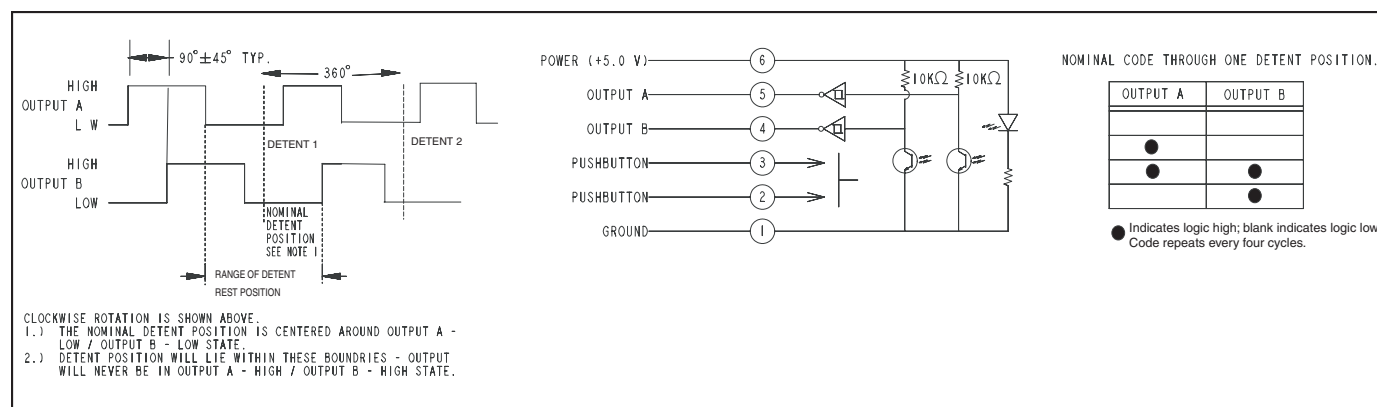 90°±45° TYP.
360°
HIGH
OUTPUT A
L W
DETENT 1
DETENT 2
HIGH
OUTPUT B
LOW
NOMINAL
DETENT
POSITION
SEE NOTE 1
RANGE OF DETENT
REST POSITION
CLOCKWISE ROTATION IS SHOWN ABOVE.
1.) THE NOMINAL DETENT POSITION IS CENTERED AROUND OUTPUT A -
LOW / OUTPUT B - LOW STATE.
2.) DETENT POSITION WILL LIE WITHIN THESE BOUNDRIES - OUTPUT
WILL NEVER BE IN OUTPUT A - HIGH / OUTPUT B - HIGH STATE.
POWER (+5.0 V) 6
10KΩ 10KΩ
OUTPUT A 5
OUTPUT B 4
PUSHBUTTON 3
PUSHBUTTON 2
GROUND 1
NOMINAL CODE THROUGH ONE DETENT POSITION.
OUTPUT A OUTPUT B
Indicates logic high; blank indicates logic low
Code repeats every four cycles.